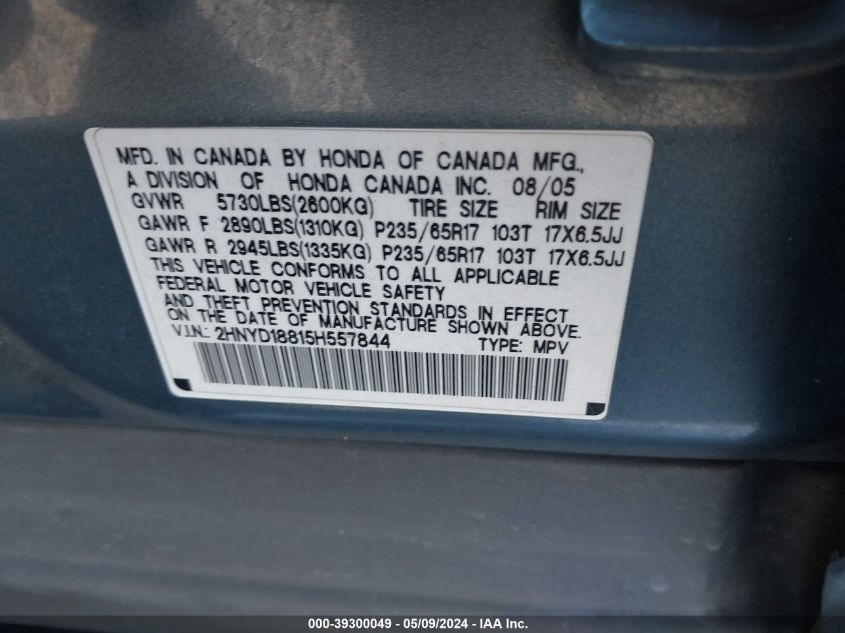 MFD. IN CANADA BY HONDA OF CANADA MFG.,
A DIVISION OF HONDA CANADA INC. 08/05
GVWR 5730LBS(2600KG) TIRE SIZE RIM SIZE
GAWR F 2890LBS(1310KG) P235/65R17 103T 17X6.5JJ
GAWR R 2945LBS(1335KG) P235/65R17 103T 17X6.5JJ
THIS VEHICLE CONFORMS TO ALL APPLICABLE
FEDERAL MOTOR VEHICLE SAFETY
AND THEFT PREVENTION STANDARDS IN EFFECT
ON THE DATE OF MANUFACTURE SHOWN ABOVE.
V.I.N.: 2HNYD18815H557844 TYPE: MPV
000-39300049 - 05/09/2024 - IAA Inc.